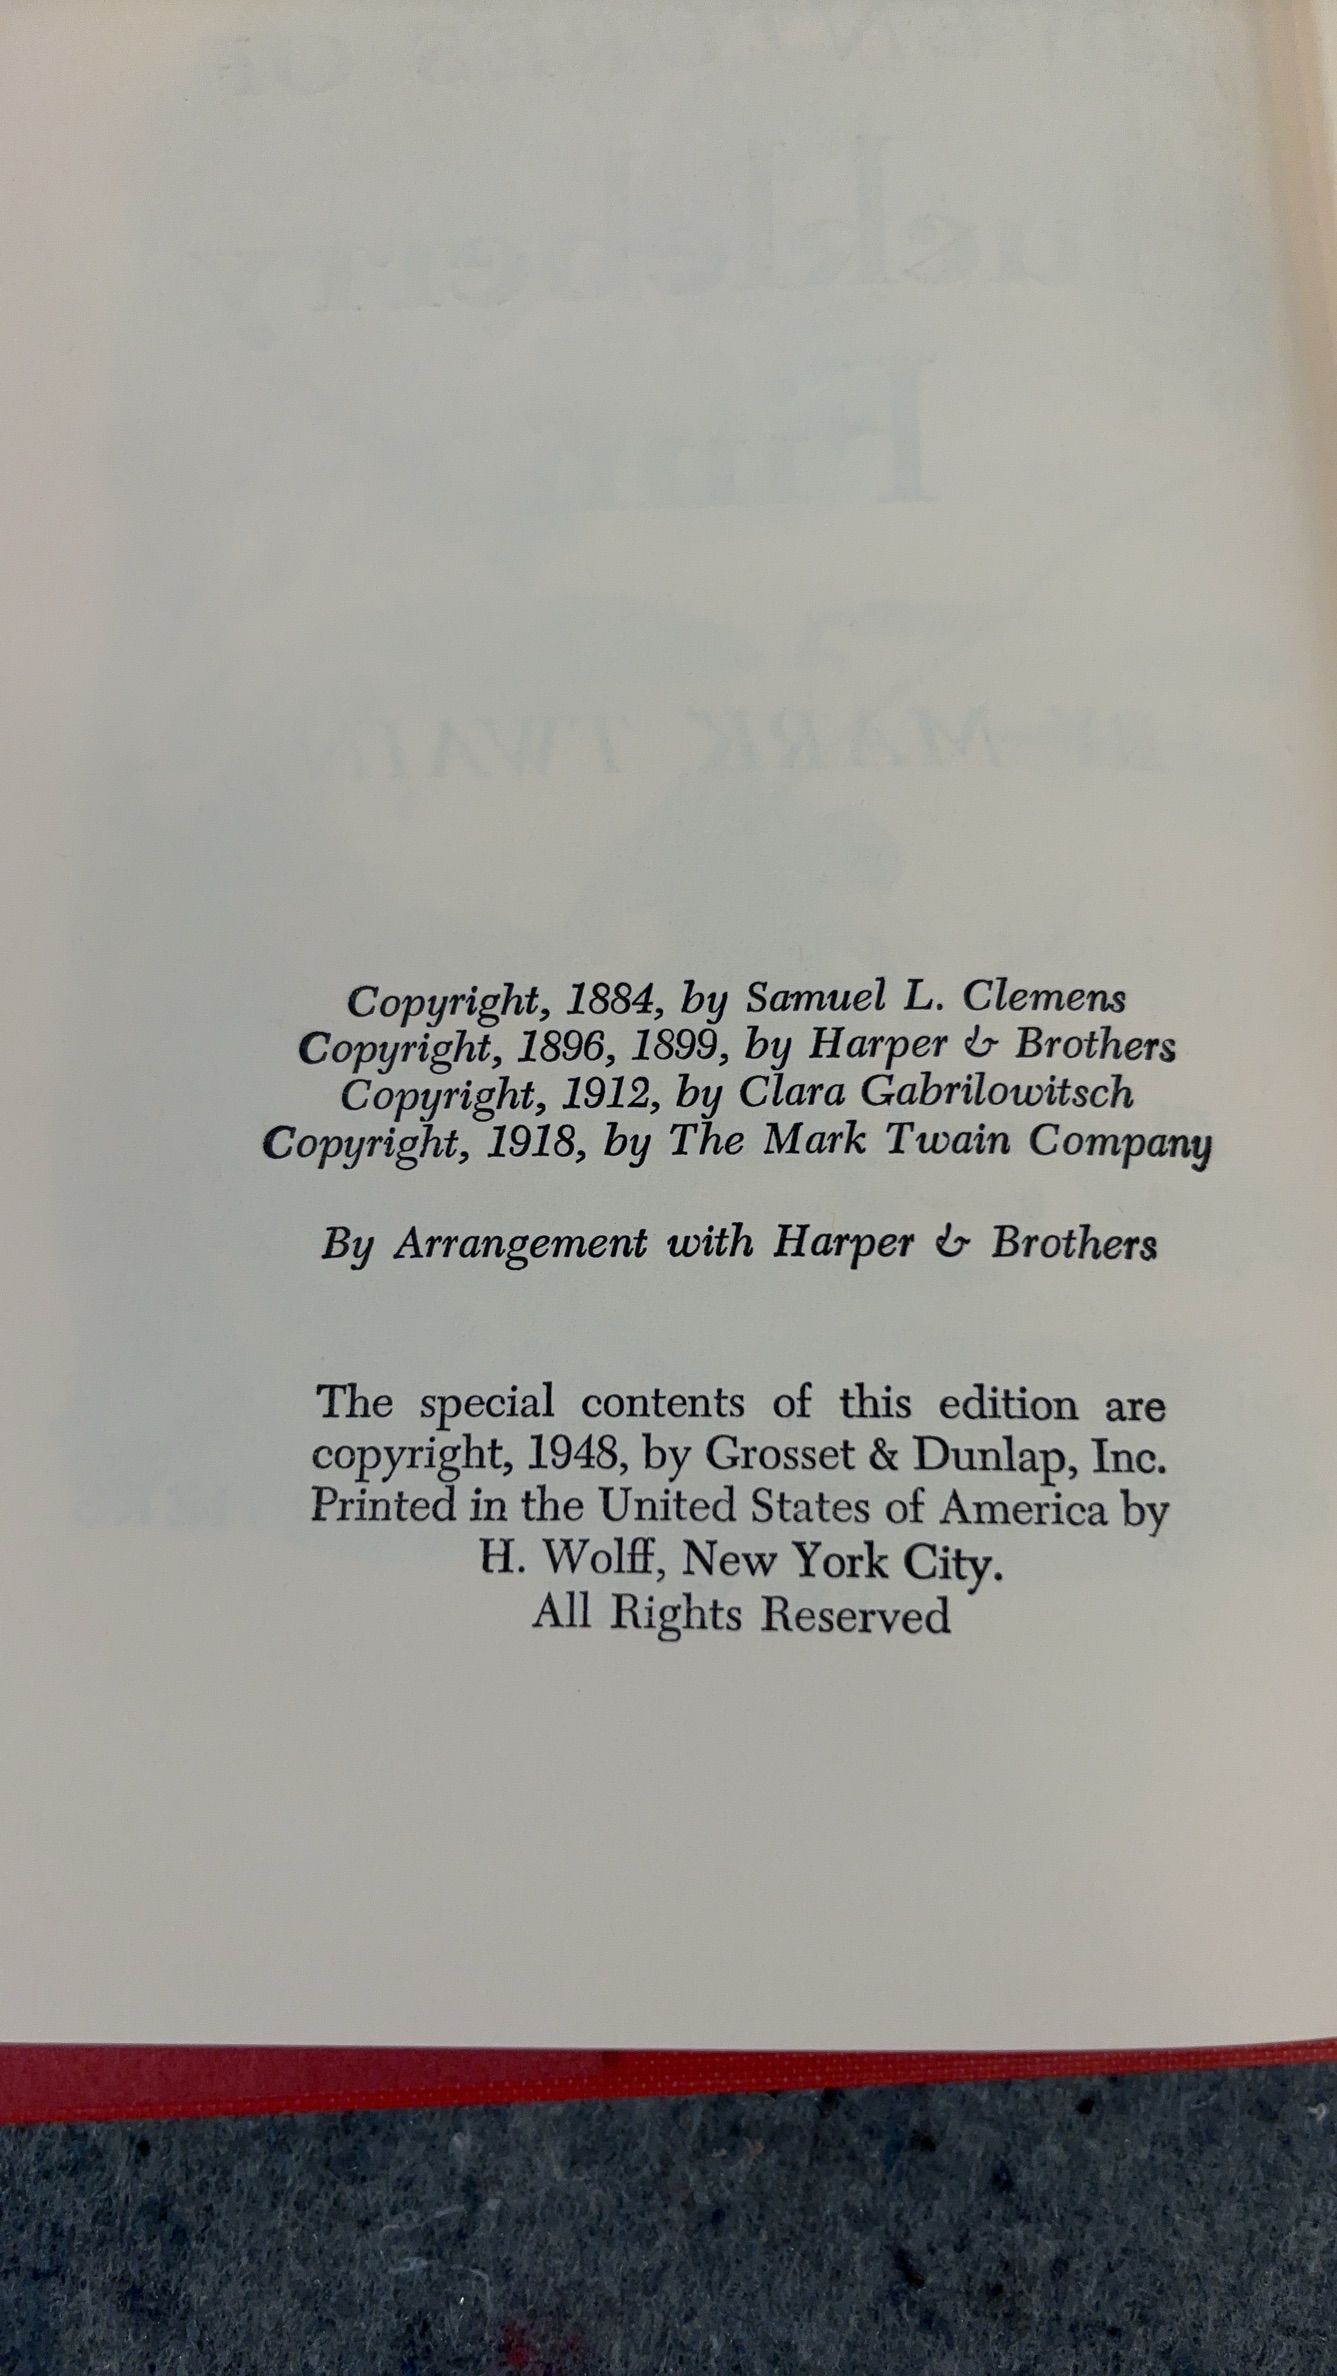 Copyright, 1884, by Samuel L. Clemens
Copyright, 1896, 1899, by Harper & Brothers
Copyright, 1912, by Clara Gabrilowitsch
Copyright, 1918, by The Mark Twain Company
By Arrangement with Harper & Brothers
The special contents of this edition are
copyright, 1948, by Grosset & Dunlap, Inc.
Printed in the United States of America by
H. Wolff, New York City.
All Rights Reserved